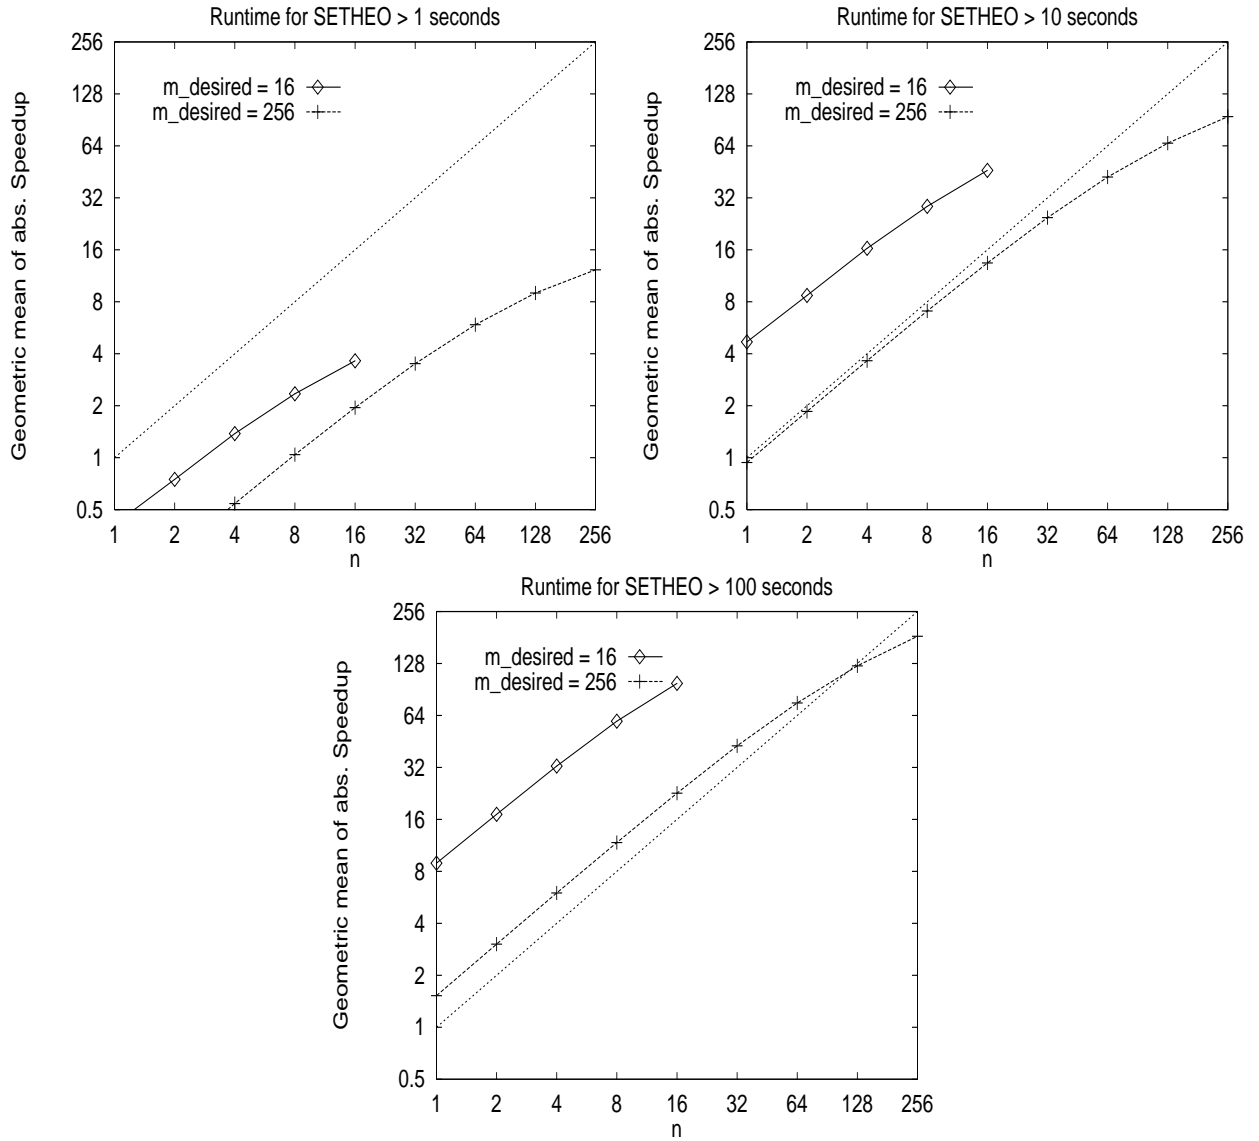 Runtime for SETHEO > 1 seconds
Geometric mean of abs. Speedup
256
128
64
32
16
8
4
2
1
0.5
m_desired = 16
m_desired = 256
1 2 4 8 16 32 64 128 256
n
Runtime for SETHEO > 10 seconds
Geometric mean of abs. Speedup
256
128
64
32
16
8
4
2
1
0.5
m_desired = 16
m_desired = 256
1 2 4 8 16 32 64 128 256
n
Runtime for SETHEO > 100 seconds
Geometric mean of abs. Speedup
256
128
64
32
16
8
4
2
1
0.5
m_desired = 16
m_desired = 256
1 2 4 8 16 32 64 128 256
n